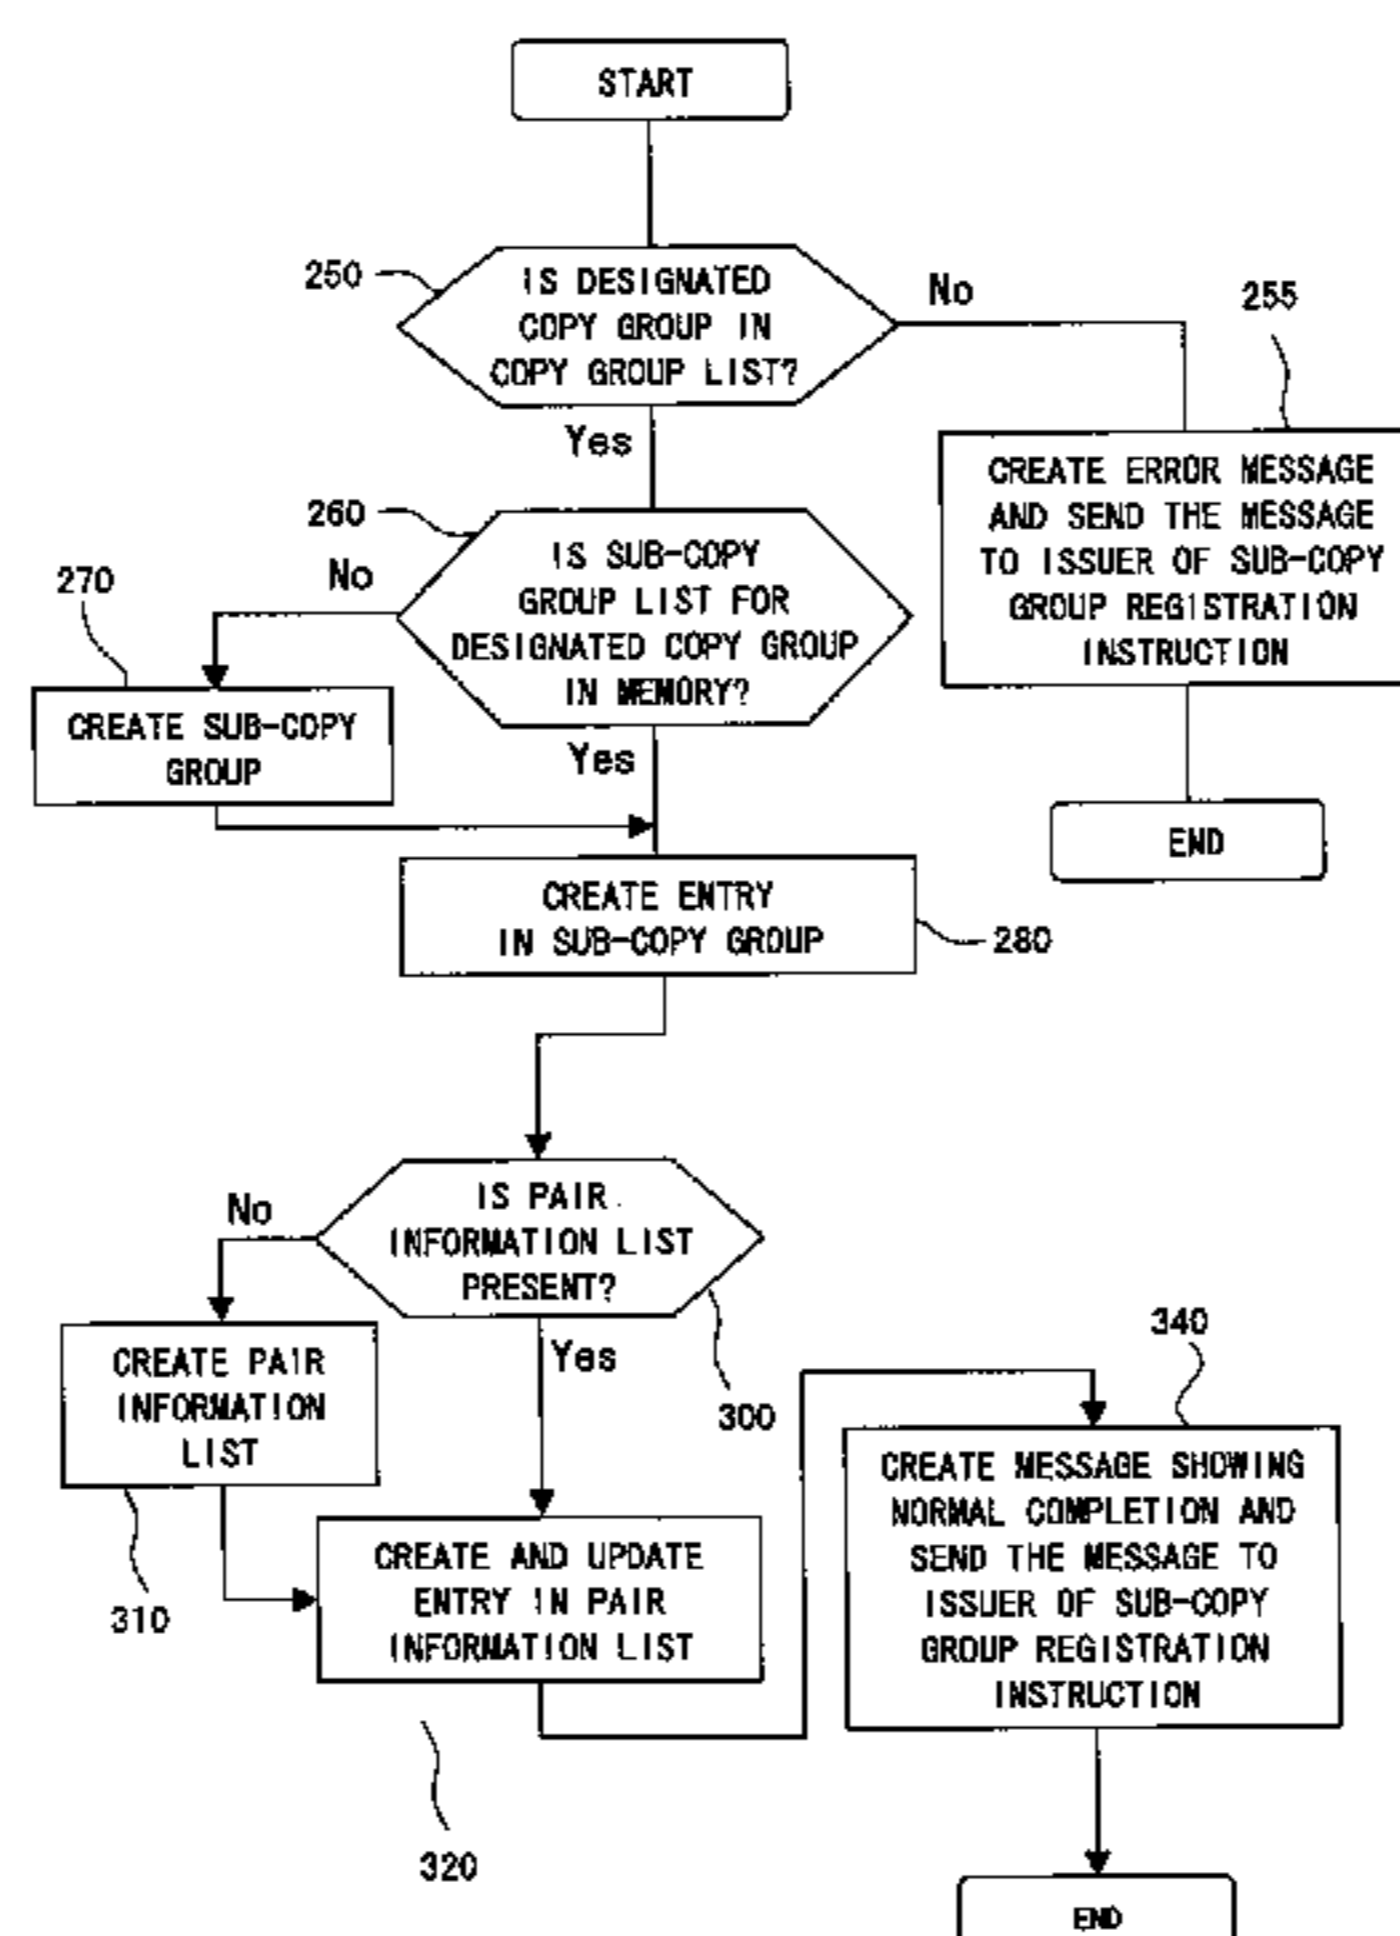 START
250
IS DESIGNATED
COPY GROUP IN
COPY GROUP LIST?
No
255
Yes
CREATE ERROR MESSAGE
AND SEND THE MESSAGE
TO ISSUER OF SUB-COPY
GROUP REGISTRATION
INSTRUCTION
260
IS SUB-COPY
GROUP LIST FOR
DESIGNATED COPY GROUP
IN MEMORY?
No
270
CREATE SUB-COPY
GROUP
Yes
END
CREATE ENTRY
IN SUB-COPY GROUP
280
IS PAIR
INFORMATION LIST
PRESENT?
No
300
Yes
CREATE PAIR
INFORMATION
LIST
310
340
CREATE AND UPDATE
ENTRY IN PAIR
INFORMATION LIST
320
CREATE MESSAGE SHOWING
NORMAL COMPLETION AND
SEND THE MESSAGE TO
ISSUER OF SUB-COPY
GROUP REGISTRATION
INSTRUCTION
END